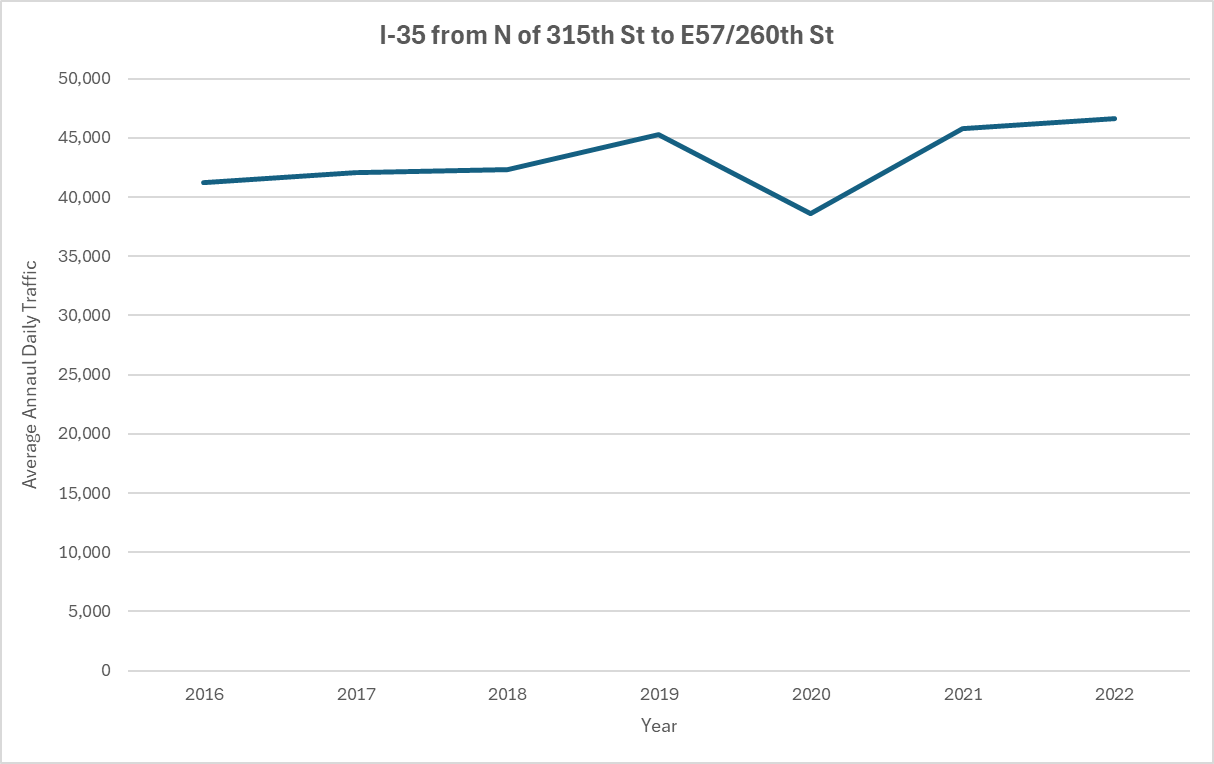 I-35 from N of 315th St to E57/260th St
50,000
45,000
40,000
35,000
30,000
25,000
20,000
15,000
10,000
5,000
0
Average Annaul Daily Traffic
2016 2017 2018 2019 2020 2021 2022
Year